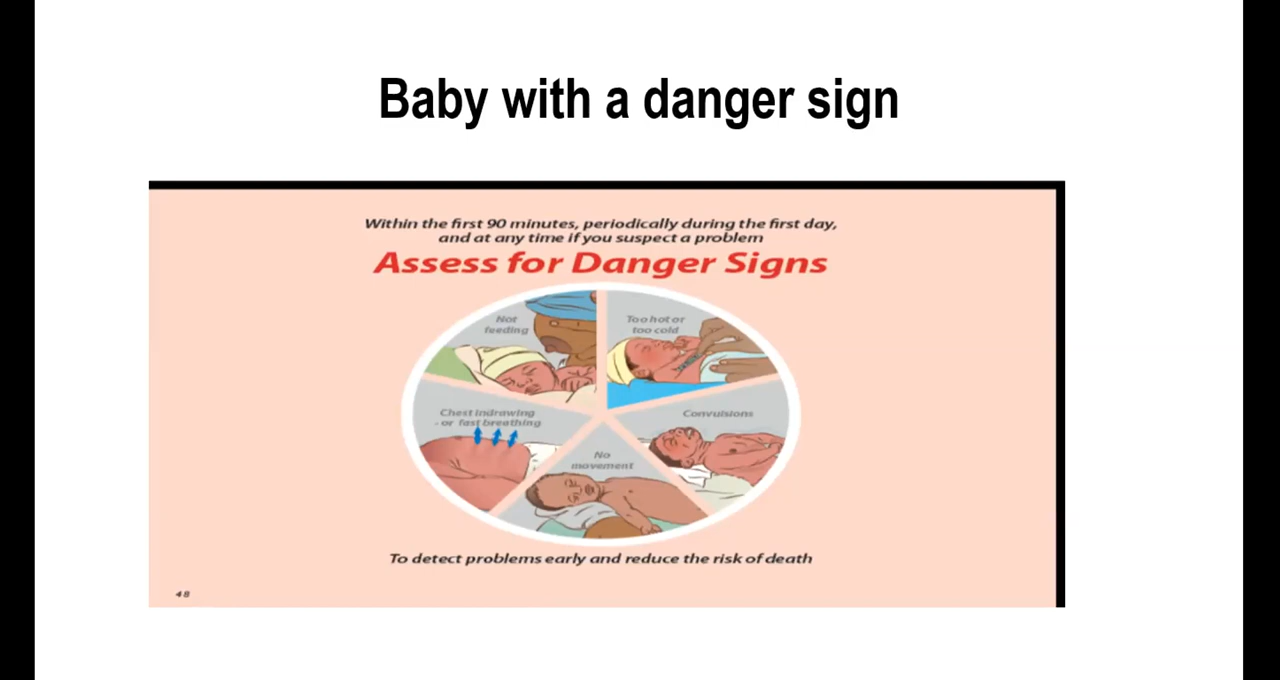 Baby with a danger sign
Within the first 90 minutes, periodically during the first day,
and at any time if you suspect a problem
Assess for Danger Signs
Not
feeding
Too hot or
too cold
Chest indrawing
- or fast breathing
Convulsions
No
movement
To detect problems early and reduce the risk of death
48